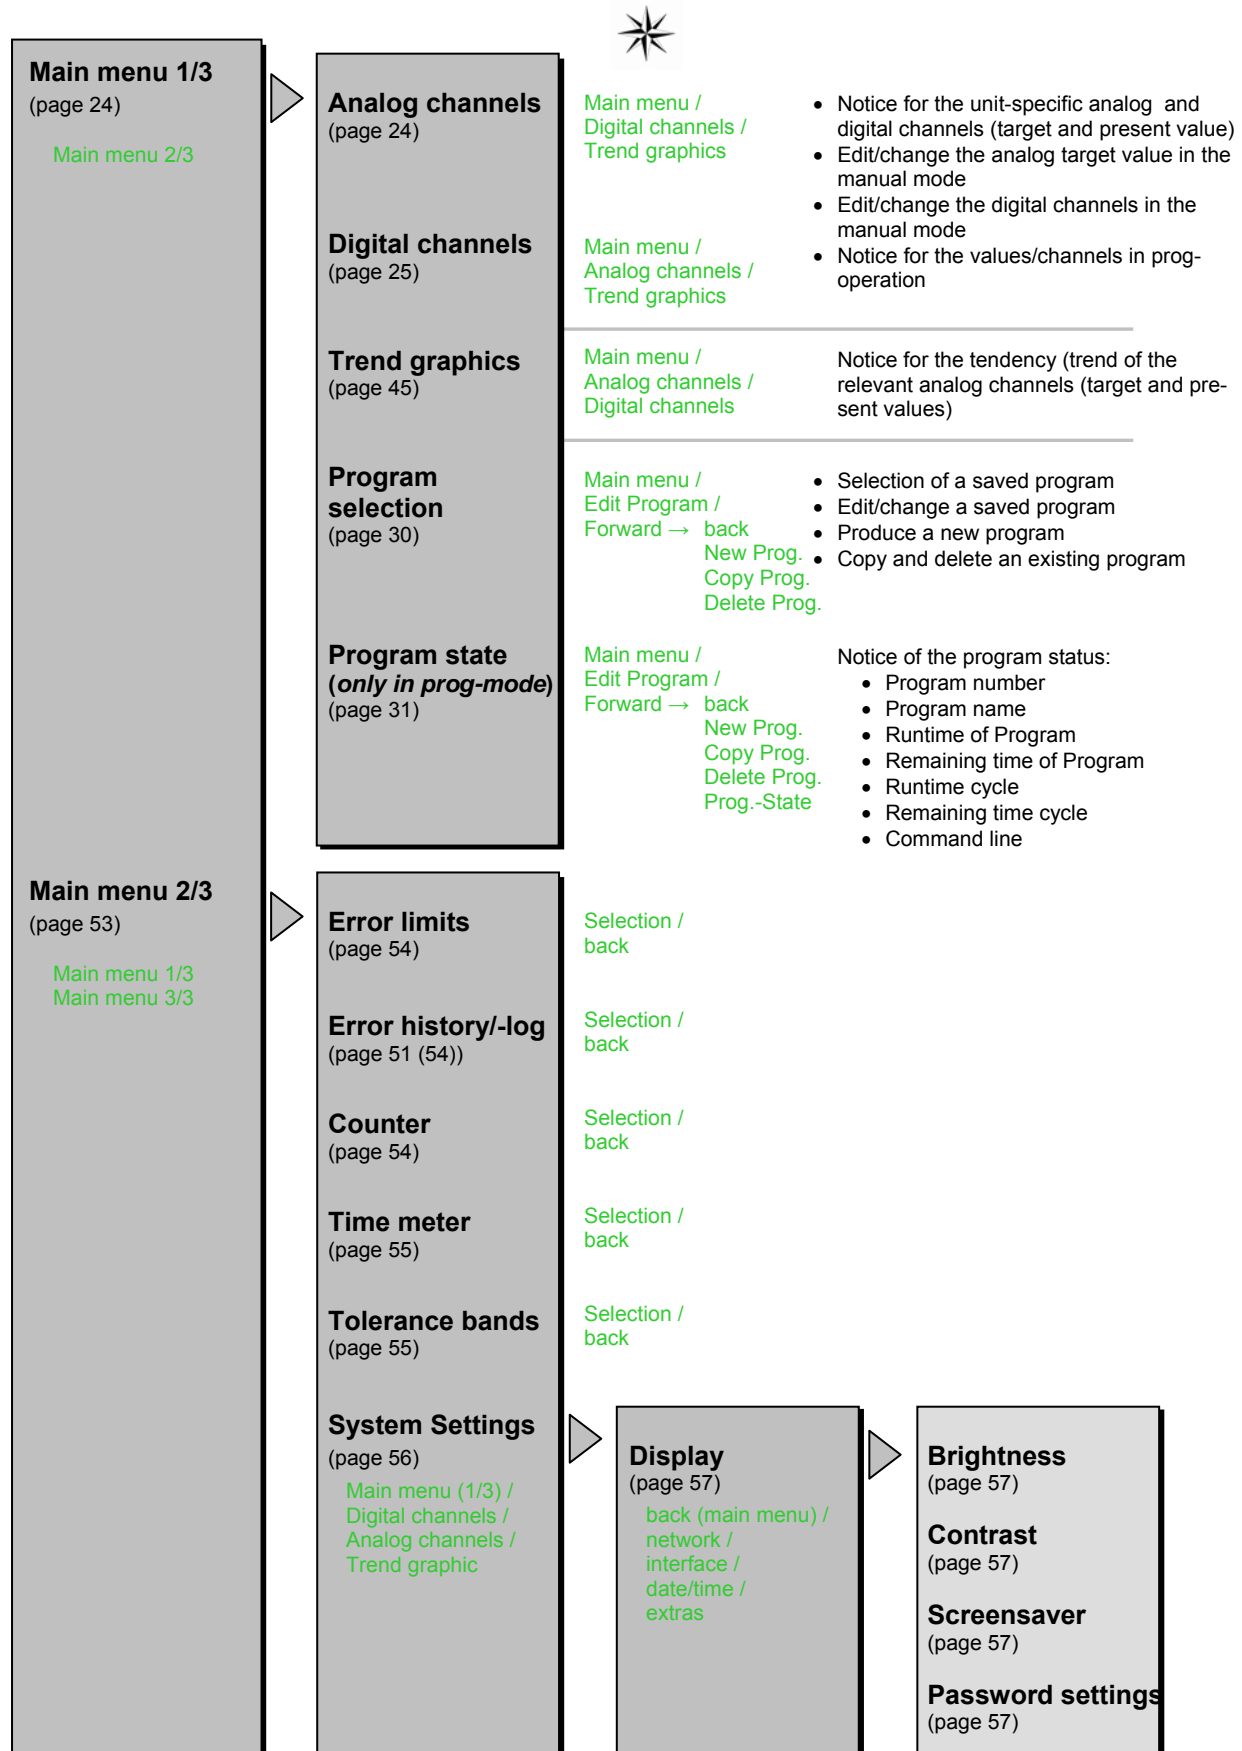 Main menu 1/3
(page 24)
Main menu 2/3
Analog channels
(page 24)
Main menu /
Digital channels /
Trend graphics
• Notice for the unit-specific analog and
digital channels (target and present value)
• Edit/change the analog target value in the
manual mode
• Edit/change the digital channels in the
manual mode
• Notice for the values/channels in prog-
operation
Digital channels
(page 25)
Main menu /
Analog channels /
Trend graphics
Trend graphics
(page 45)
Main menu /
Analog channels /
Digital channels
Notice for the tendency (trend of the
relevant analog channels (target and pre-
sent values)
Program
selection
(page 30)
Main menu /
Edit Program /
Forward → back
New Prog.
Copy Prog.
Delete Prog.
• Selection of a saved program
• Edit/change a saved program
• Produce a new program
• Copy and delete an existing program
Program state
(only in prog-mode)
(page 31)
Main menu /
Edit Program /
Forward → back
New Prog.
Copy Prog.
Delete Prog.
Prog.-State
Notice of the program status:
• Program number
• Program name
• Runtime of Program
• Remaining time of Program
• Runtime cycle
• Remaining time cycle
• Command line
Main menu 2/3
(page 53)
Main menu 1/3
Main menu 3/3
Error limits
(page 54)
Selection /
back
Error history/-log
(page 51 (54))
Selection /
back
Counter
(page 54)
Selection /
back
Time meter
(page 55)
Selection /
back
Tolerance bands
(page 55)
Selection /
back
System Settings
(page 56)
Main menu (1/3) /
Digital channels /
Analog channels /
Trend graphic
Display
(page 57)
back (main menu) /
network /
interface /
date/time /
extras
Brightness
(page 57)
Contrast
(page 57)
Screensaver
(page 57)
Password settings
(page 57)